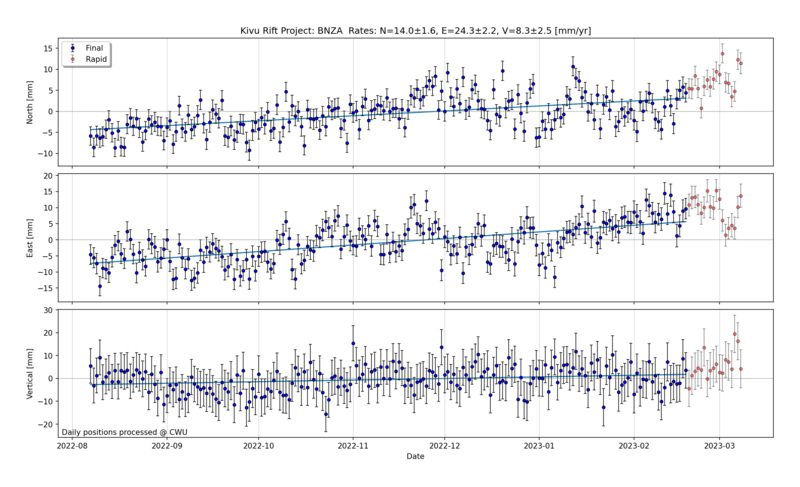 Kivu Rift Project: BNZA  Rates: N=14.0±1.6, E=24.3±2.2, V=8.3±2.5 [mm/yr]
Final
Rapid
North [mm]
15
10
5
0
−5
−10
East [mm]
20
15
10
5
0
−5
−10
−15
Vertical [mm]
30
20
10
0
−10
−20
Daily positions processed @ CWU
2022-08 2022-09 2022-10 2022-11 2022-12 2023-01 2023-02 2023-03
Date